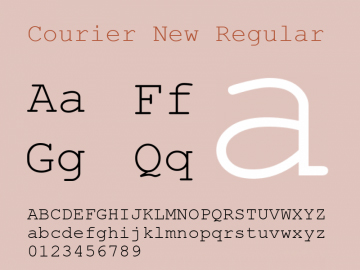 Courier New Regular
Aa Ff
a
Gg Qq
ABCDEFGHIJKLMNOPQRSTUVWXYZ
abcdefghijklmnopqrstuvwxyz
0123456789